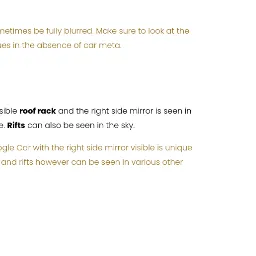 netimes be fully blurred. Make sure to look at the
es in the absence of car meta.
sible roof rack and the right side mirror is seen in
e. Rifts can also be seen in the sky.
gle Car with the right side mirror visible is unique
and rifts however can be seen in various other